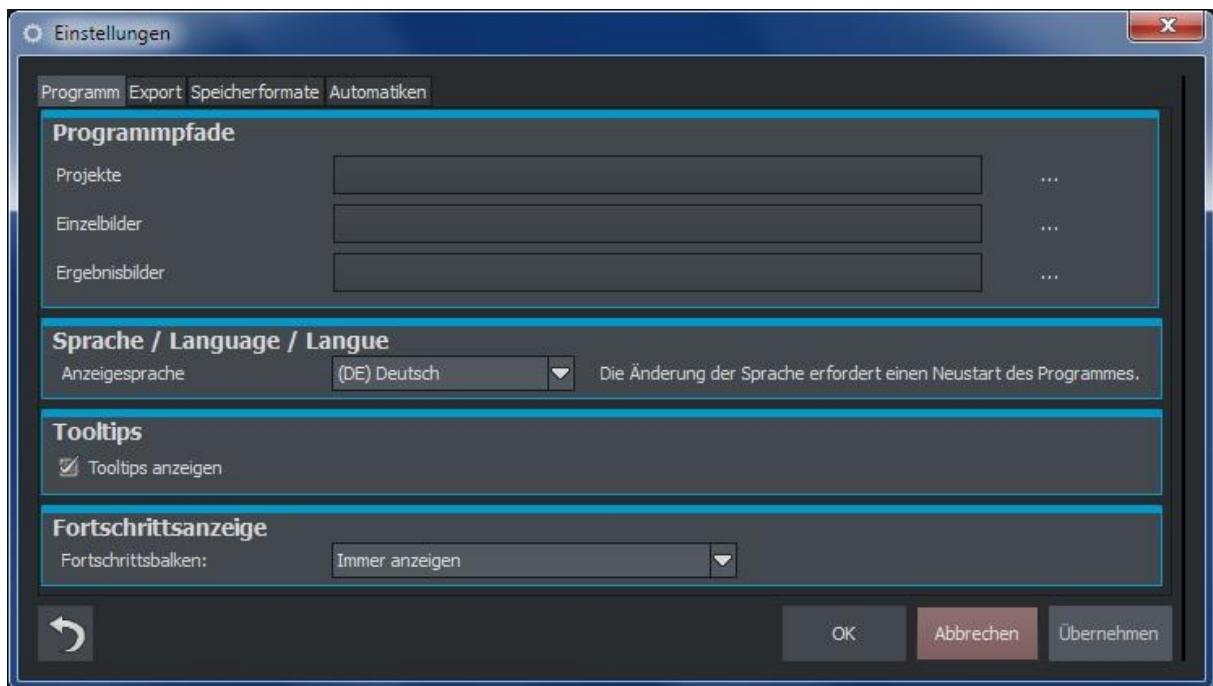 Einstellungen
Programm Export Speicherformate Automatiken
Programmpfade
Projekte ...
Einzelbilder ...
Ergebnisbilder ...
Sprache / Language / Langue
Anzeigesprache (DE) Deutsch Die Änderung der Sprache erfordert einen Neustart des Programmes.
Tooltips
Tooltips anzeigen
Fortschrittsanzeige
Fortschrittsbalken: Immer anzeigen
OK Abbrechen Übernehmen